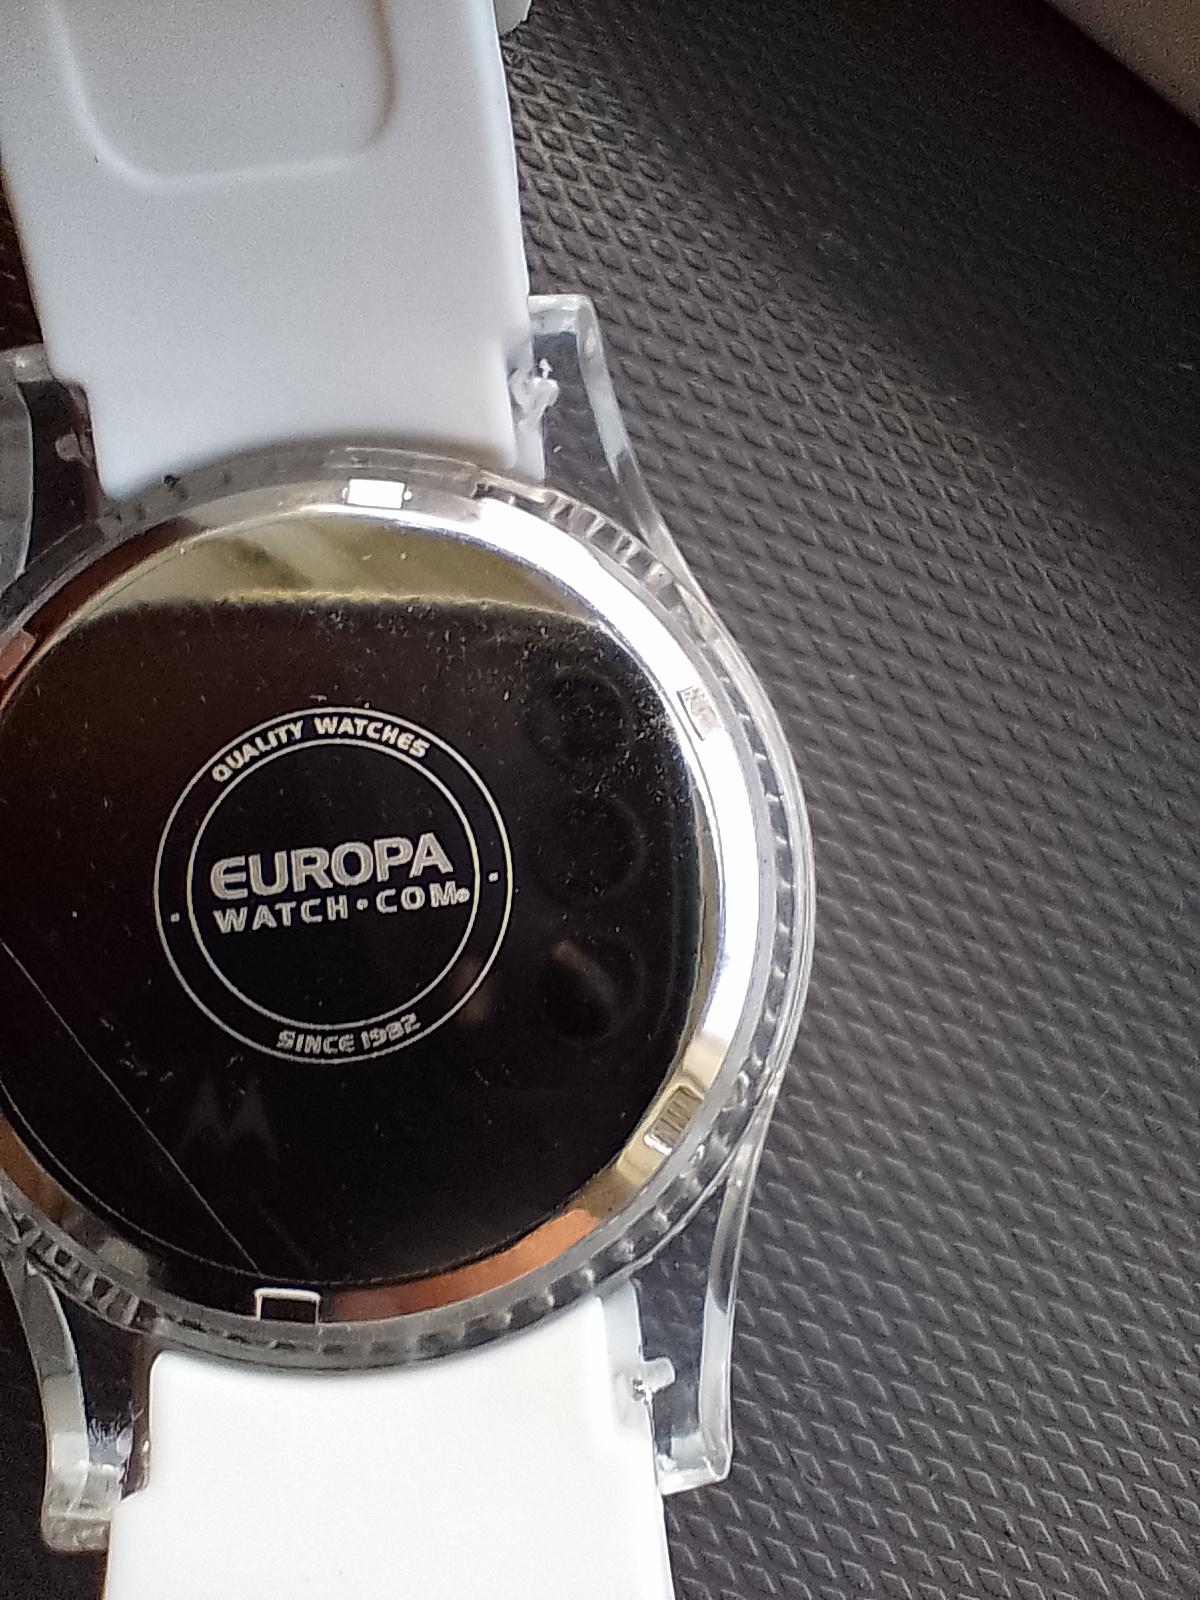 QUALITY WATCHES
EUROPA
WATCH•COM®
SINCE 1982